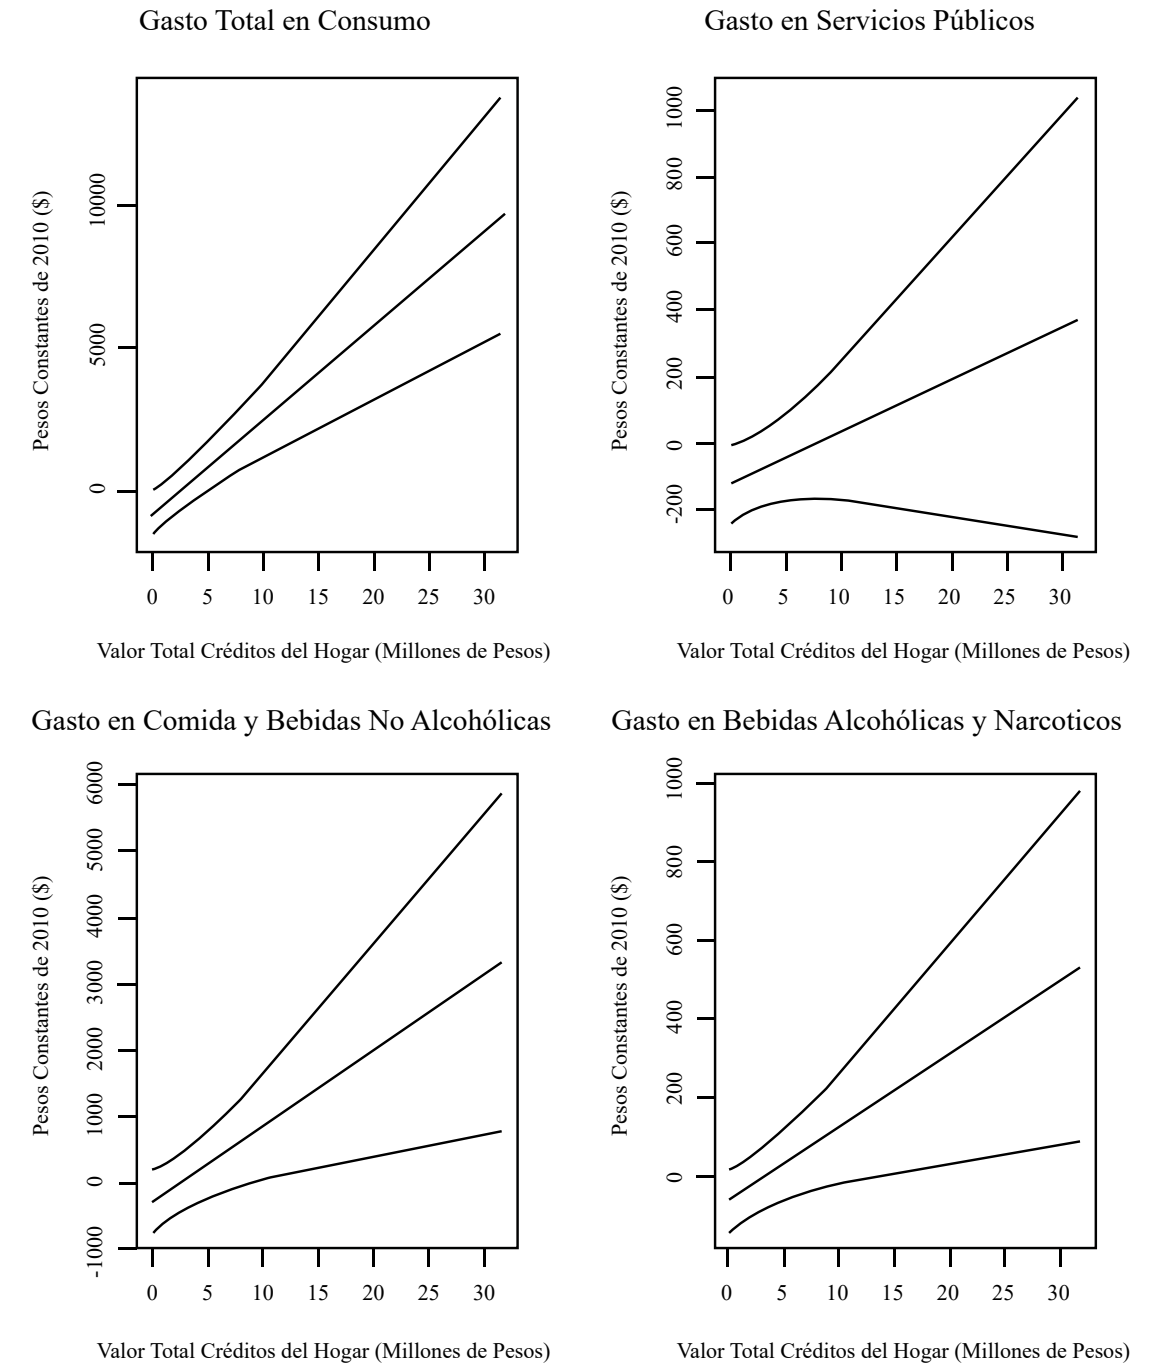 Gasto Total en Consumo
Pesos Constantes de 2010 ($)
10000
5000
0
0 5 10 15 20 25 30
Valor Total Créditos del Hogar (Millones de Pesos)
Gasto en Servicios Públicos
Pesos Constantes de 2010 ($)
1000
800
600
400
200
0
-200
0 5 10 15 20 25 30
Valor Total Créditos del Hogar (Millones de Pesos)
Gasto en Comida y Bebidas No Alcohólicas
Pesos Constantes de 2010 ($)
6000
5000
4000
3000
2000
1000
0
-1000
0 5 10 15 20 25 30
Valor Total Créditos del Hogar (Millones de Pesos)
Gasto en Bebidas Alcohólicas y Narcoticos
Pesos Constantes de 2010 ($)
1000
800
600
400
200
0
0 5 10 15 20 25 30
Valor Total Créditos del Hogar (Millones de Pesos)